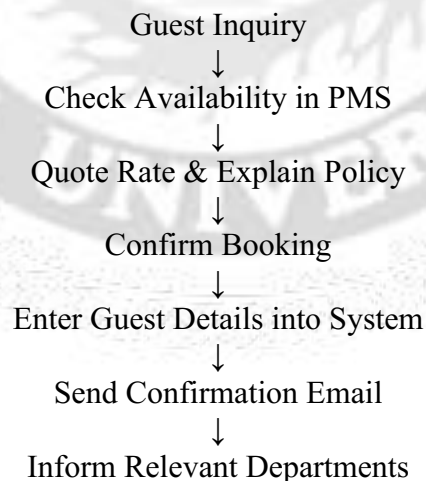 Guest Inquiry
↓
Check Availability in PMS
↓
Quote Rate & Explain Policy
↓
Confirm Booking
↓
Enter Guest Details into System
↓
Send Confirmation Email
↓
Inform Relevant Departments